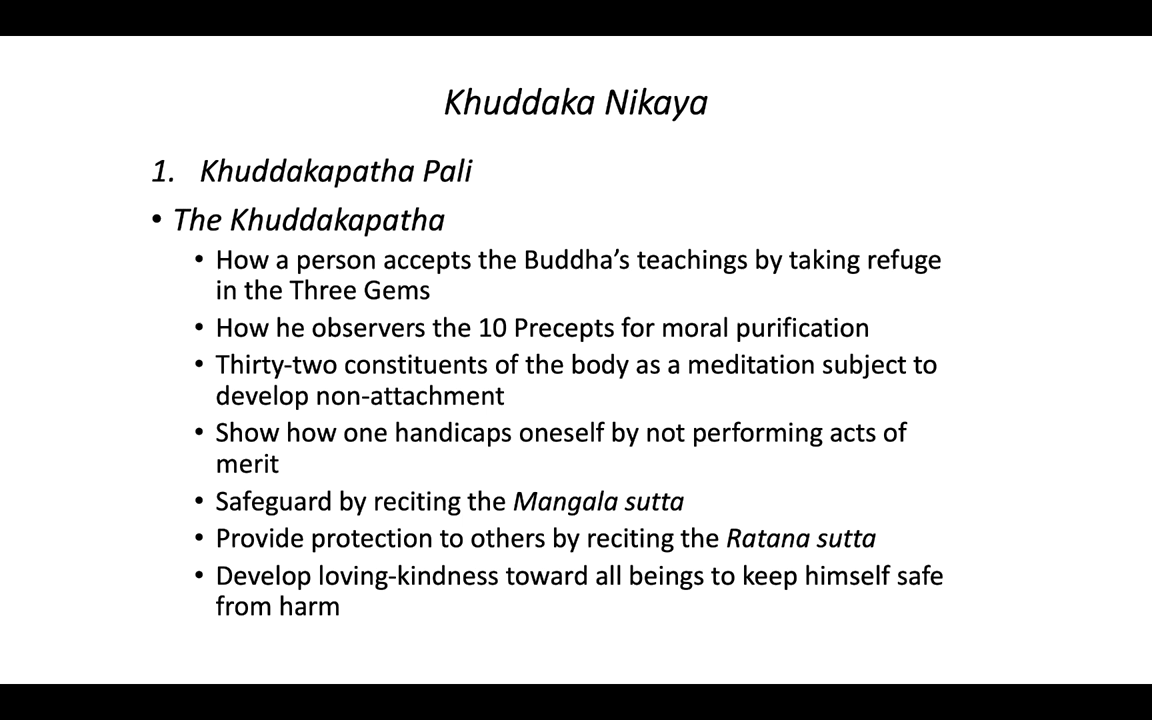 Khuddaka Nikaya
1. Khuddakapatha Pali
• The Khuddakapatha
• How a person accepts the Buddha’s teachings by taking refuge
in the Three Gems
• How he observers the 10 Precepts for moral purification
• Thirty-two constituents of the body as a meditation subject to
develop non-attachment
• Show how one handicaps oneself by not performing acts of
merit
• Safeguard by reciting the Mangala sutta
• Provide protection to others by reciting the Ratana sutta
• Develop loving-kindness toward all beings to keep himself safe
from harm